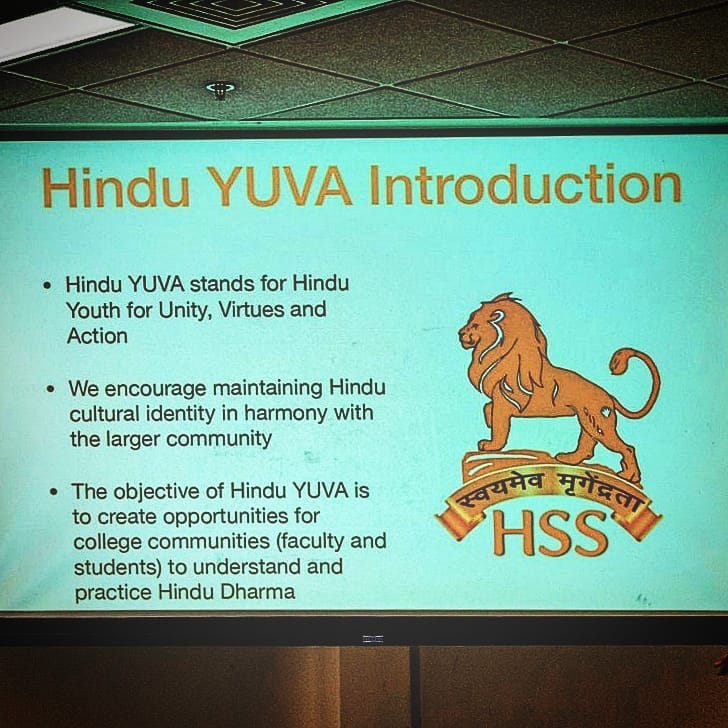 Hindu YUVA Introduction
• Hindu YUVA stands for Hindu
Youth for Unity, Virtues and
Action
• We encourage maintaining Hindu
cultural identity in harmony with
the larger community
• The objective of Hindu YUVA is
to create opportunities for
college communities (faculty and
students) to understand and
practice Hindu Dharma
स्वयमेव मृगेंद्रता
HSS